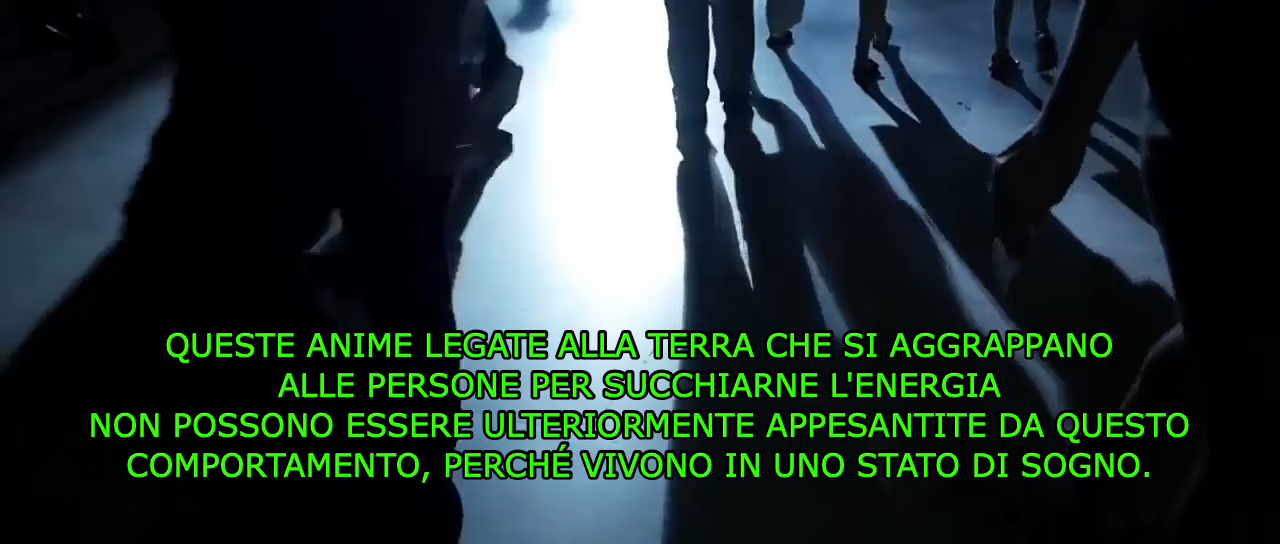 QUESTE ANIME LEGATE ALLA TERRA CHE SI AGGRAPPANO
ALLE PERSONE PER SUCCHIARNE L'ENERGIA
NON POSSONO ESSERE ULTERIORMENTE APPESANTITE DA QUESTO
COMPORTAMENTO, PERCHÉ VIVONO IN UNO STATO DI SOGNO.